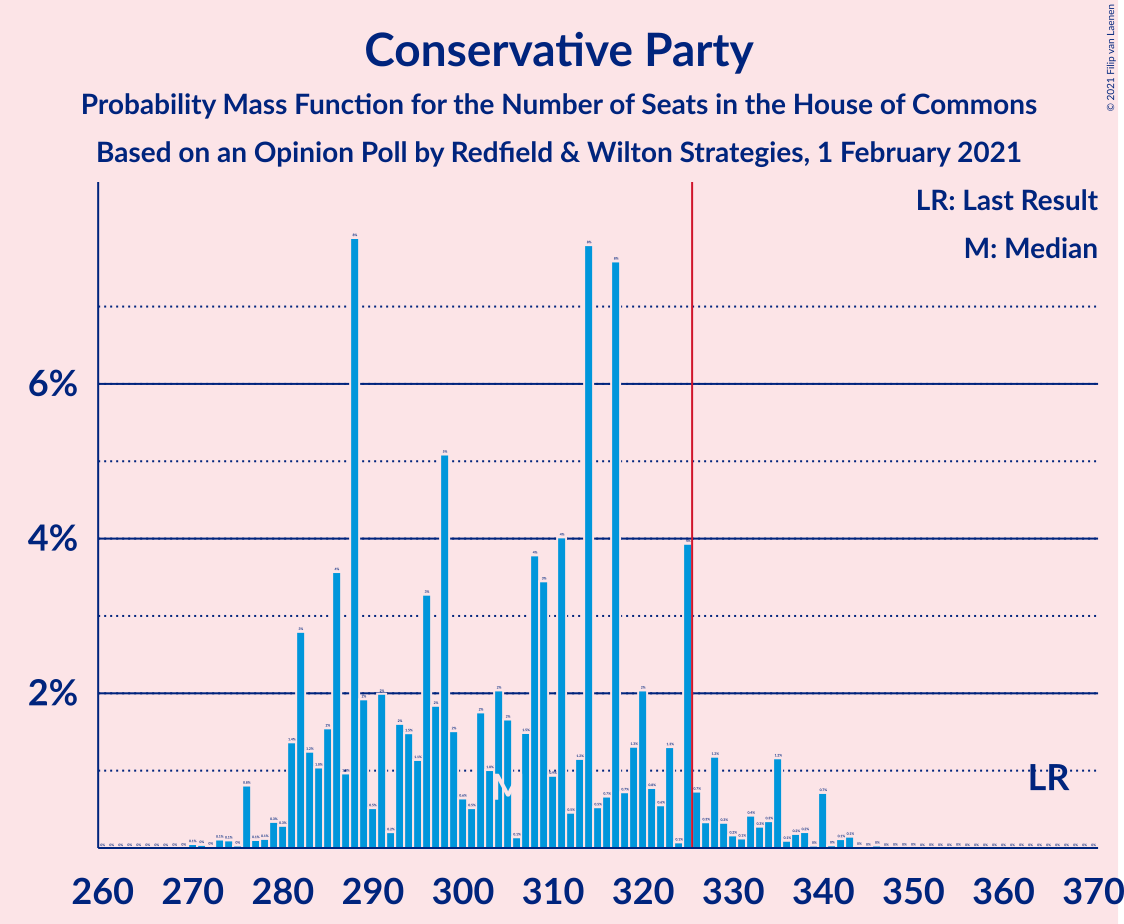 Conservative Party
Probability Mass Function for the Number of Seats in the House of Commons
Based on an Opinion Poll by Redfield & Wilton Strategies, 1 February 2021
© 2021 Filip van Laenen
LR: Last Result
M: Median
6%
4%
2%
M
LR
260 270 280 290 300 310 320 330 340 350 360 370